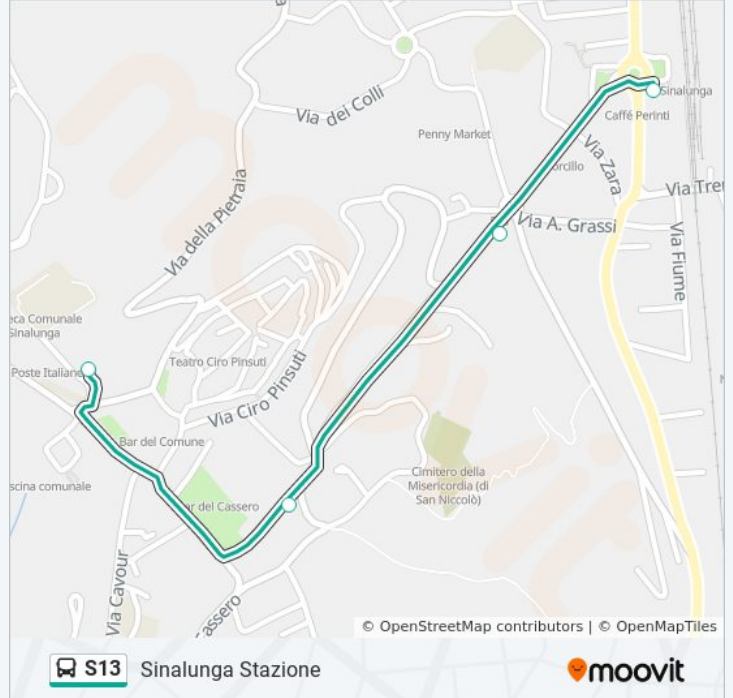 Via dei Colli
Sinalunga
Caffé Perinti
Penny Market
Via Zara
orcillo
Via Tre
Via della Pietraia
Via A. Grassi
Via Fiume
eca Comunale
Sinalunga
Teatro Ciro Pinsuti
Poste Italiane
Via Ciro Pinsuti
Bar del Comune
Cimitero della
Misericordia (di
San Niccolò)
scina comunale
ar del Cassero
Via Cavour
Cassero
© OpenStreetMap contributors | © OpenMapTiles
S13 Sinalunga Stazione
moovit